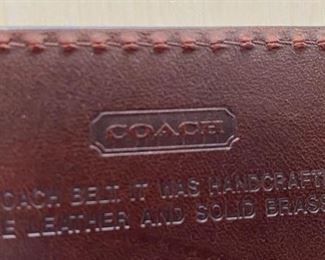 COACH
OACH BELT. IT WAS HANDCRAFT
E LEATHER AND SOLID BRASS